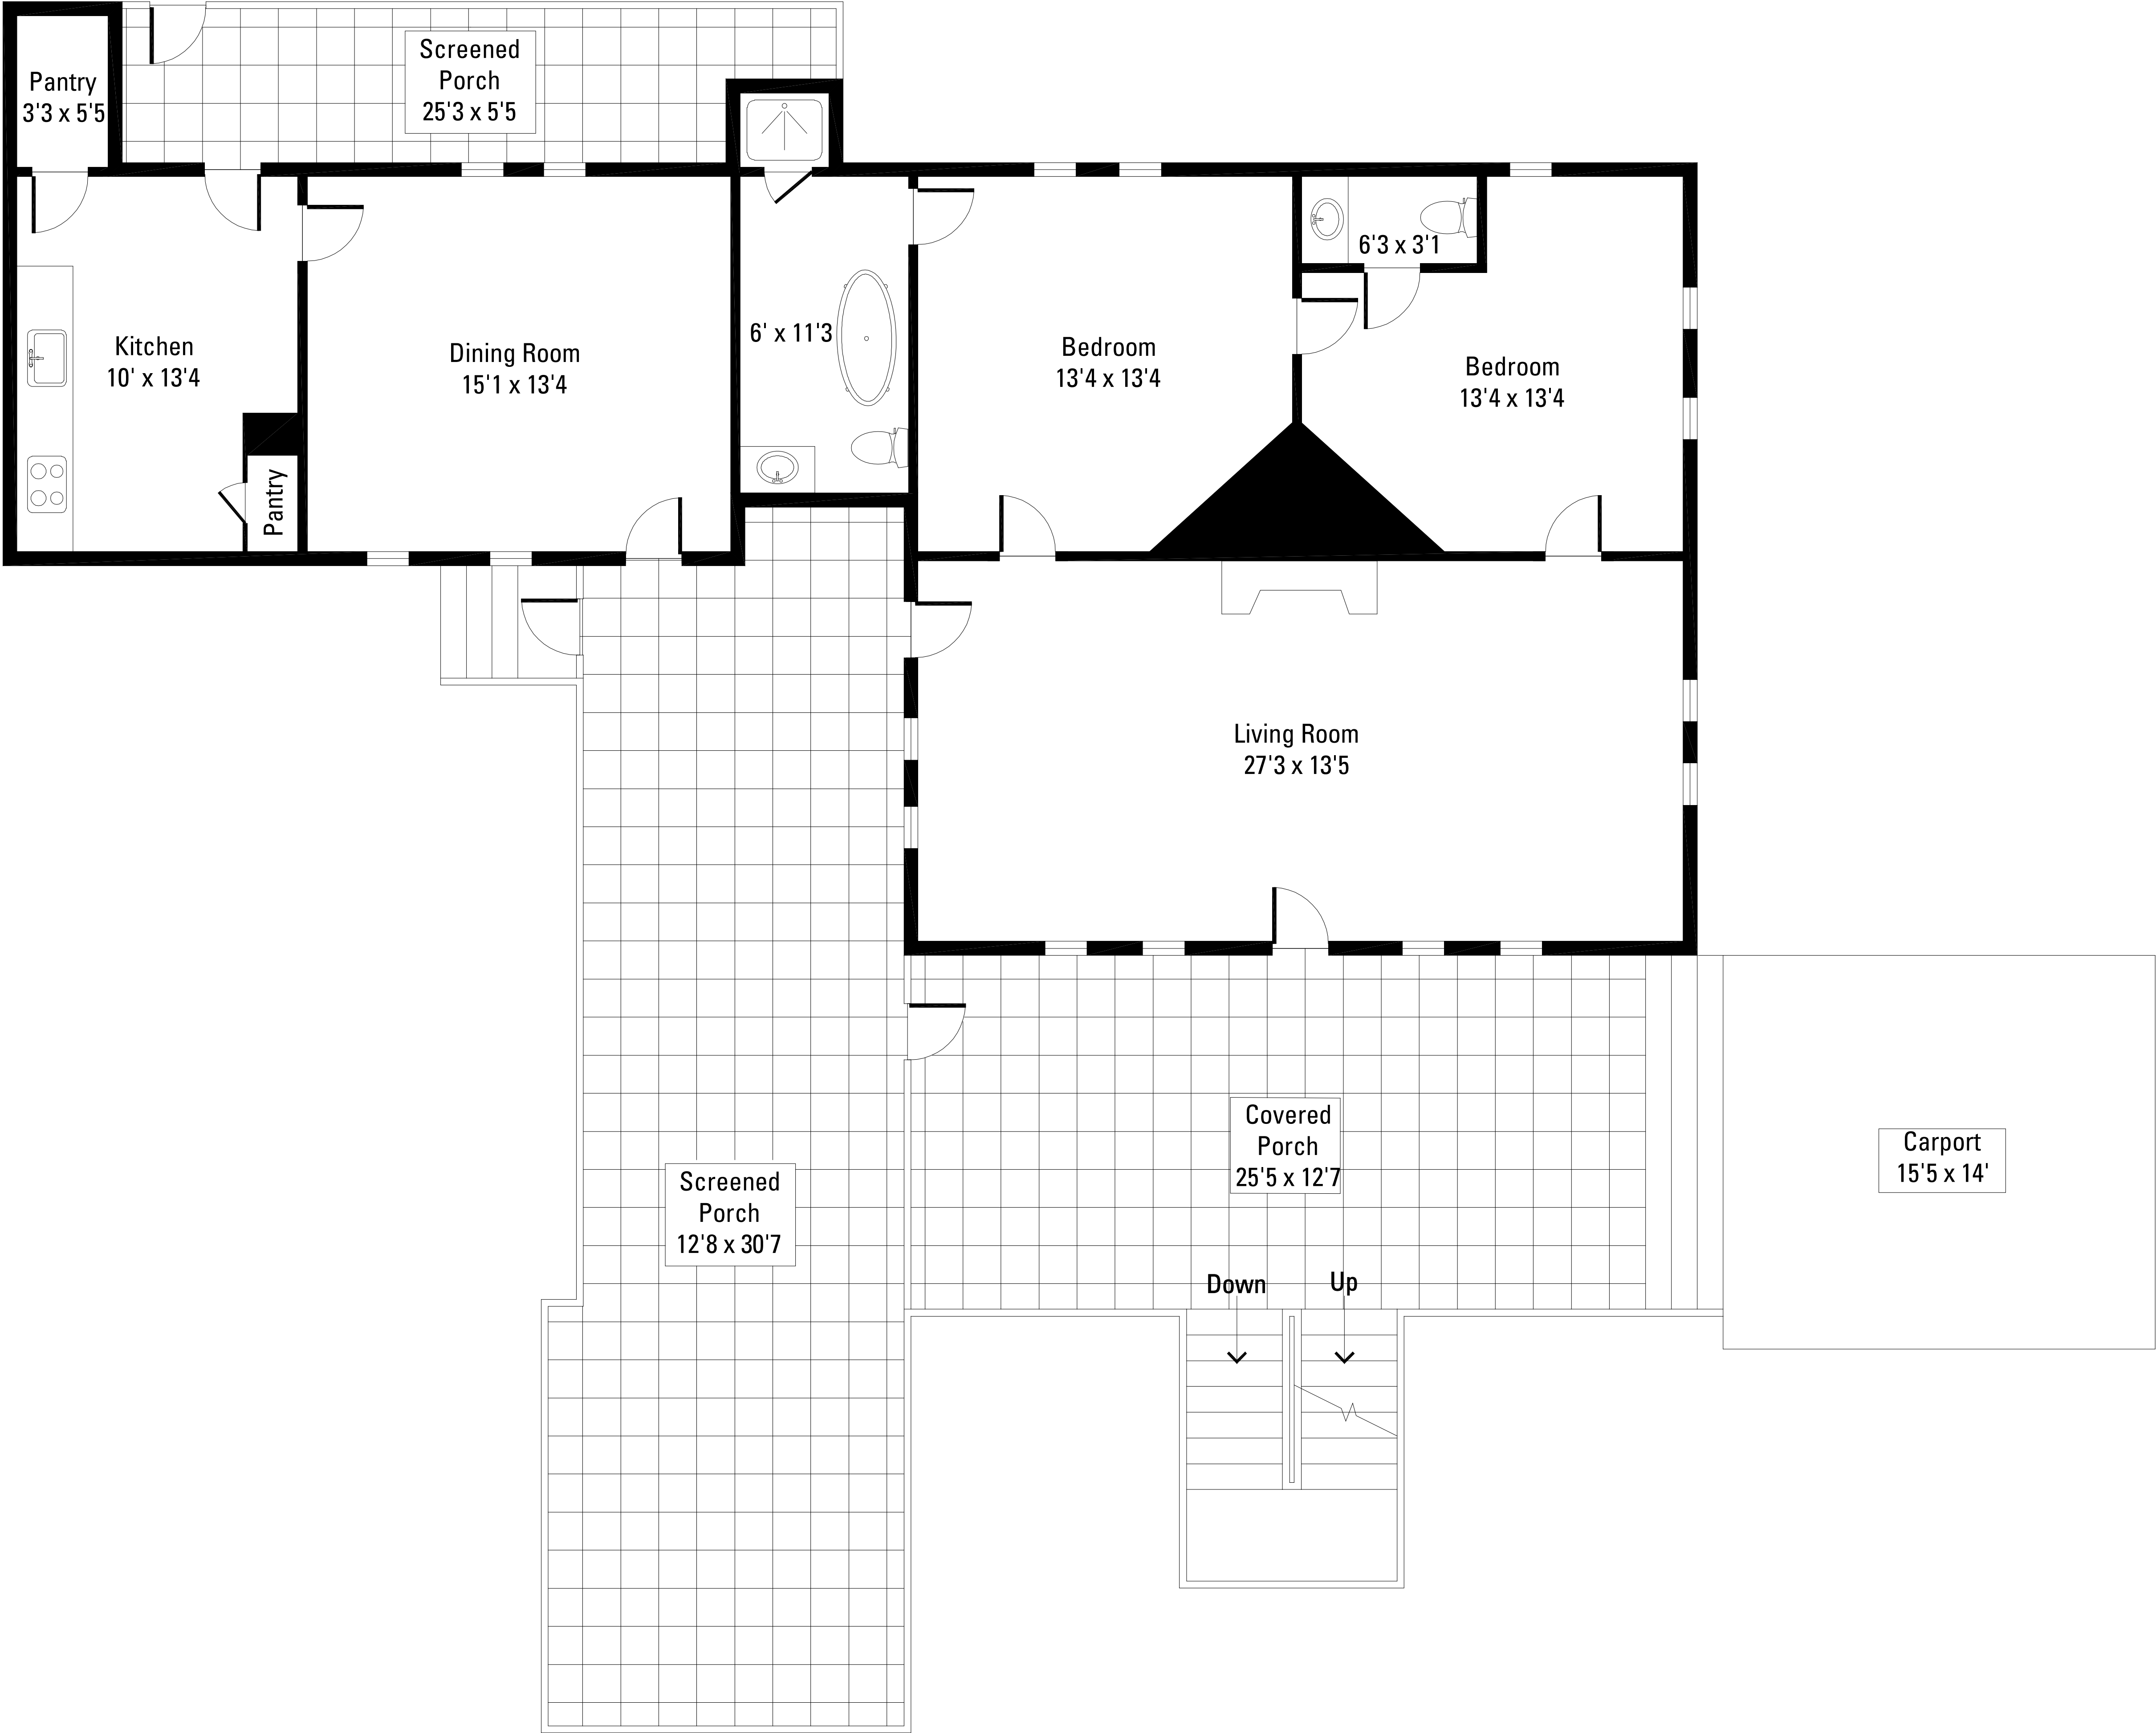 Pantry
3'3 x 5'5
Screened
Porch
25'3 x 5'5
Kitchen
10' x 13'4
Pantry
Dining Room
15'1 x 13'4
6' x 11'3
Bedroom
13'4 x 13'4
6'3 x 3'1
Bedroom
13'4 x 13'4
Living Room
27'3 x 13'5
Screened
Porch
12'8 x 30'7
Covered
Porch
25'5 x 12'7
Down
Up
Carport
15'5 x 14'